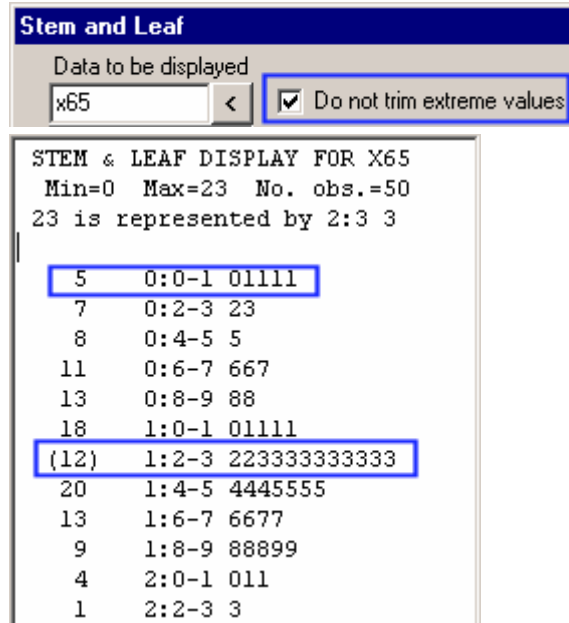 Stem and Leaf
Data to be displayed
x65 < Do not trim extreme values
STEM & LEAF DISPLAY FOR X65
Min=0 Max=23 No. obs.=50
23 is represented by 2:3 3
5 0:0-1 01111
7 0:2-3 23
8 0:4-5 5
11 0:6-7 667
13 0:8-9 88
18 1:0-1 01111
(12) 1:2-3 223333333333
20 1:4-5 4445555
13 1:6-7 6677
9 1:8-9 88899
4 2:0-1 011
1 2:2-3 3